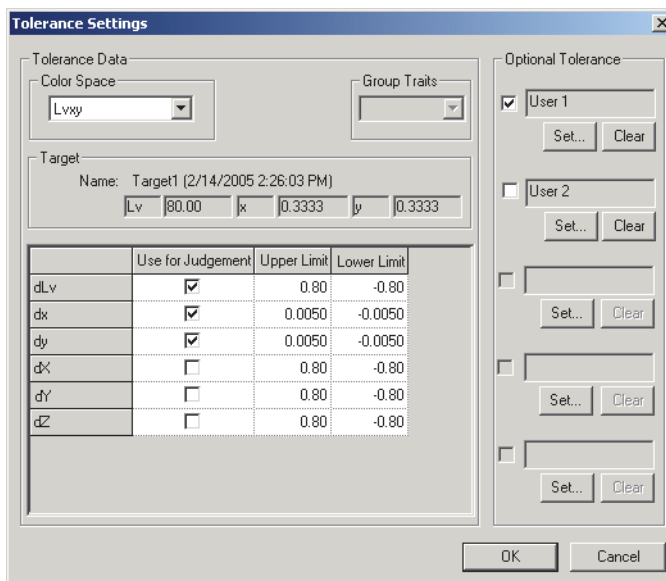 Tolerance Settings
Tolerance Data
Color Space
Lvxy
Group Traits
Target
Name: Target1 (2/14/2005 2:26:03 PM)
Lv 80.00 x 0.3333 y 0.3333
Use for Judgement Upper Limit Lower Limit
dLv 0.80 -0.80
dx 0.0050 -0.0050
dy 0.0050 -0.0050
dX 0.80 -0.80
dY 0.80 -0.80
dZ 0.80 -0.80
Optional Tolerance
User 1
Set... Clear
User 2
Set... Clear
Set... Clear
Set... Clear
Set... Clear
OK Cancel